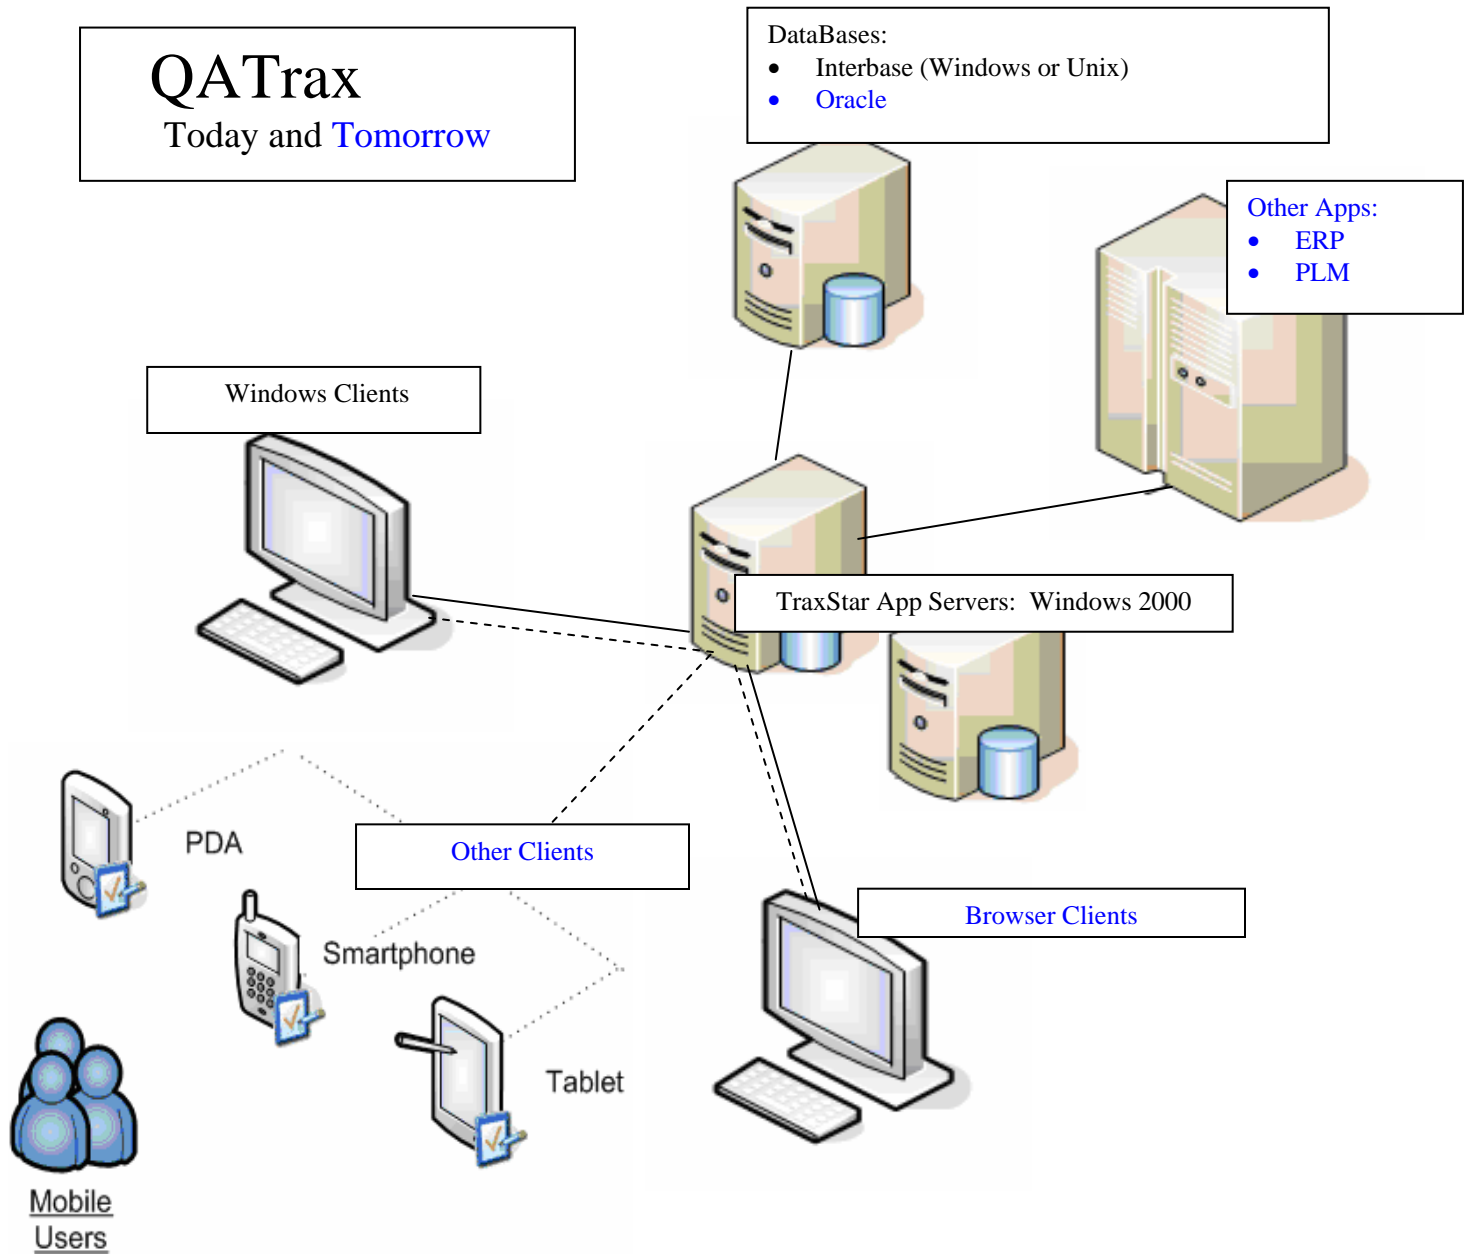 QATrax
Today and Tomorrow
DataBases:
• Interbase (Windows or Unix)
• Oracle
Other Apps:
• ERP
• PLM
Windows Clients
TraxStar App Servers:  Windows 2000
PDA
Other Clients
Browser Clients
Smartphone
Tablet
Mobile
Users